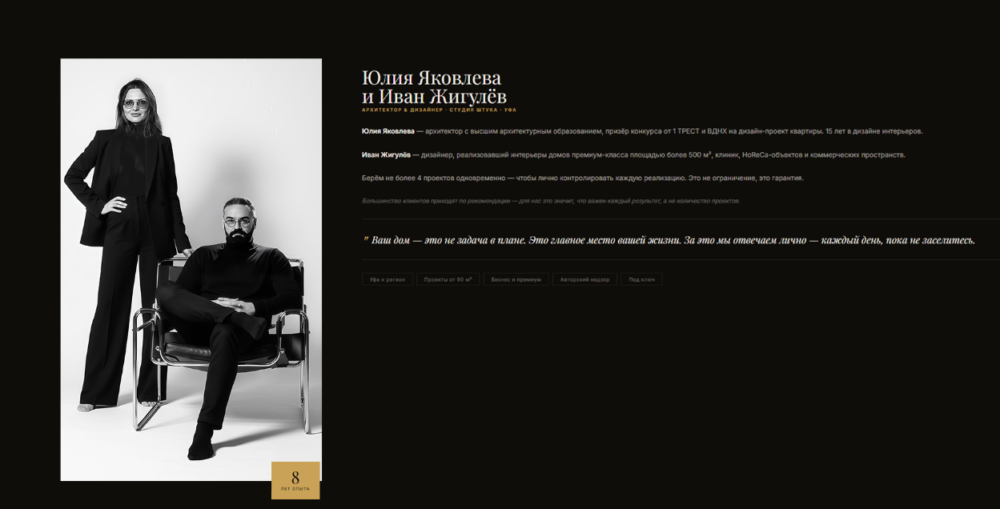 Юлия Яковлева
и Иван Жигулёв
АРХИТЕКТОР & ДИЗАЙНЕР · СТУДИЯ ШТУКА · УФА
Юлия Яковлева — архитектор с высшим архитектурным образованием, призёр конкурса от 1 ТРЕСТ и ВДНХ на дизайн-проект квартиры. 15 лет в дизайне интерьеров.
Иван Жигулёв — дизайнер, реализовавший интерьеры домов премиум-класса площадью более 500 м², клиник, HoReCa-объектов и коммерческих пространств.
Берём не более 4 проектов одновременно — чтобы лично контролировать каждую реализацию. Это не ограничение, это гарантия.
Большинство клиентов приходят по рекомендации — для нас это значит, что важен каждый результат, а не количество проектов.
" Ваш дом — это не задача в плане. Это главное место вашей жизни. За это мы отвечаем лично — каждый день, пока не заселитесь.
Уфа и регион Проекты от 90 м² Бизнес и премиум Авторский надзор Под ключ
8
ЛЕТ ОПЫТА